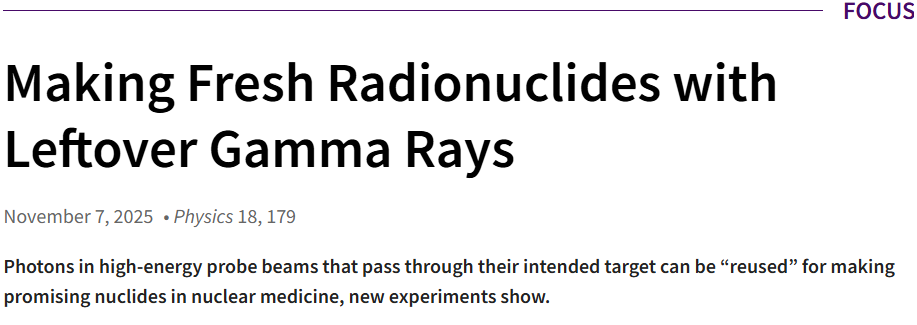 FOCUS
Making Fresh Radionuclides with
Leftover Gamma Rays
November 7, 2025 • Physics 18, 179
Photons in high-energy probe beams that pass through their intended target can be “reused” for making
promising nuclides in nuclear medicine, new experiments show.